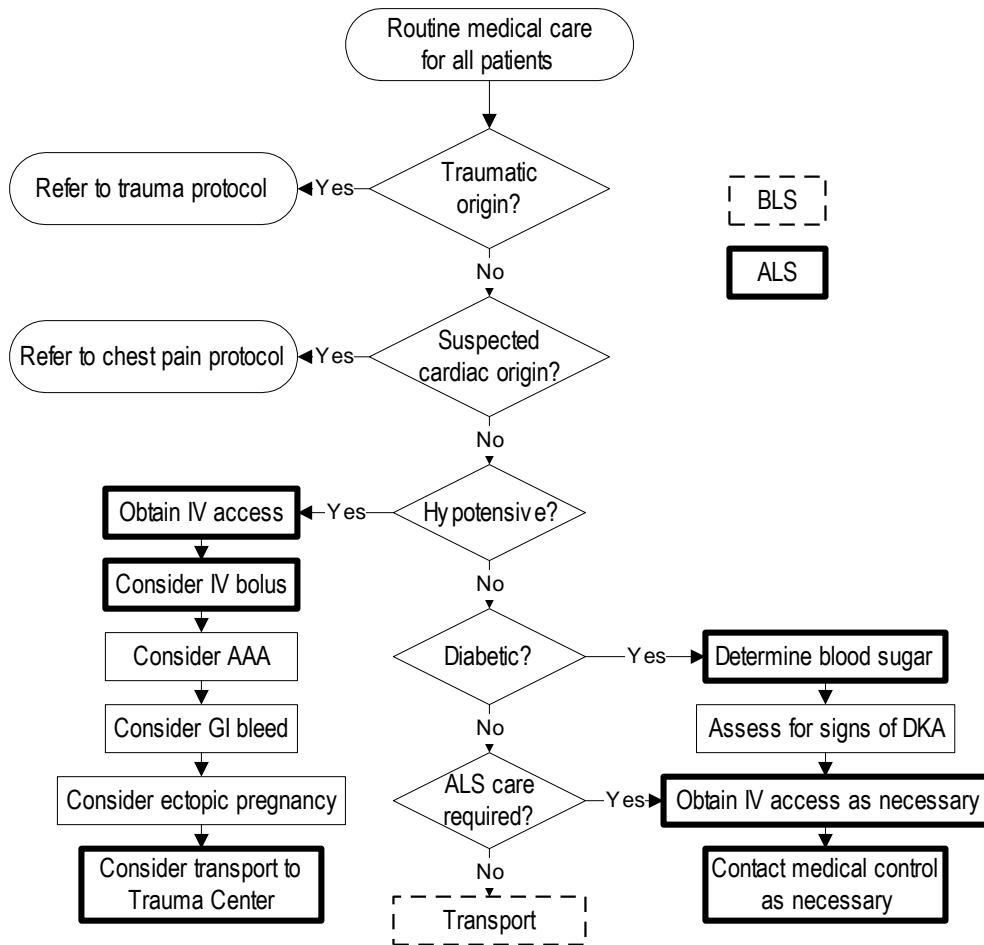 Routine medical care
for all patients
Traumatic
origin?
Yes
Refer to trauma protocol
BLS
ALS
No
Suspected
cardiac origin?
Yes
Refer to chest pain protocol
No
Hypotensive?
Yes
Obtain IV access
Consider IV bolus
Consider AAA
Consider GI bleed
Consider ectopic pregnancy
Consider transport to
Trauma Center
No
Diabetic?
Yes
Determine blood sugar
Assess for signs of DKA
No
ALS care
required?
Yes
Obtain IV access as necessary
Contact medical control
as necessary
No
Transport